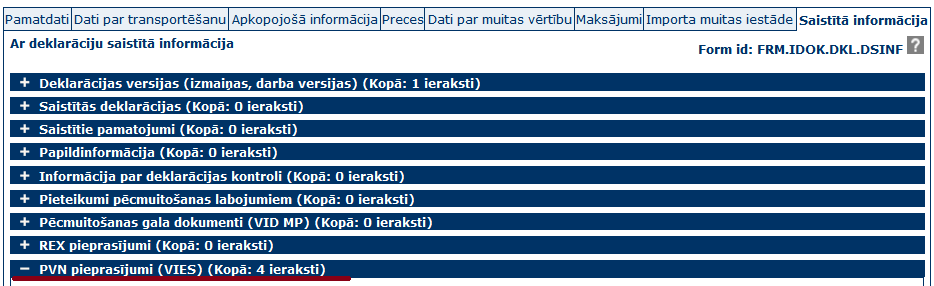 Pamatdati Dati par transportēšanu Apkopojošā informācija Preces Dati par muitas vērtību Maksājumi Importa muitas iestāde Saistītā informācija
Ar deklarāciju saistītā informācija
Form id: FRM.IDOK.DKL.DSINF ?
+ Deklarācijas versijas (izmaiņas, darba versijas) (Kopā: 1 ieraksti)
+ Saistītās deklarācijas (Kopā: 0 ieraksti)
+ Saistītie pamatojumi (Kopā: 0 ieraksti)
+ Papildinformācija (Kopā: 0 ieraksti)
+ Informācija par deklarācijas kontroli (Kopā: 0 ieraksti)
+ Pieteikumi pēcmuitošanas labojumiem (Kopā: 0 ieraksti)
+ Pēcmuitošanas gala dokumenti (VID MP) (Kopā: 0 ieraksti)
+ REX pieprasījumi (Kopā: 0 ieraksti)
− PVN pieprasījumi (VIES) (Kopā: 4 ieraksti)